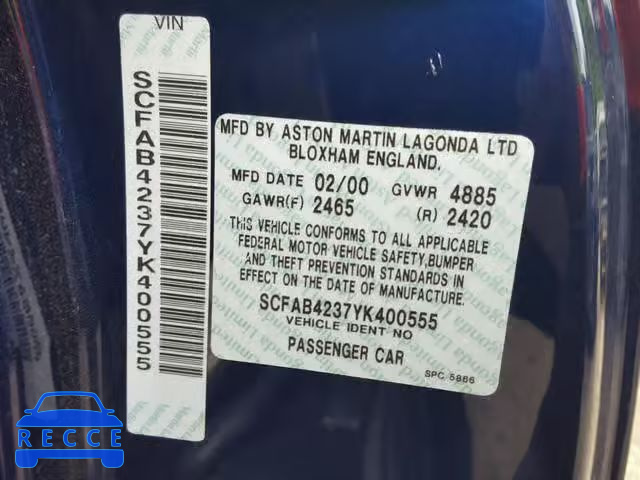 VIN
SCFAB4237YK400555
MFD BY ASTON MARTIN LAGONDA LTD
BLOXHAM ENGLAND.
MFD DATE 02/00 GVWR 4885
GAWR(F) 2465 (R) 2420
THIS VEHICLE CONFORMS TO ALL APPLICABLE
FEDERAL MOTOR VEHICLE SAFETY,BUMPER
AND THEFT PREVENTION STANDARDS IN
EFFECT ON THE DATE OF MANUFACTURE
SCFAB4237YK400555
VEHICLE IDENT NO
PASSENGER CAR
SPC 5886
RECCE